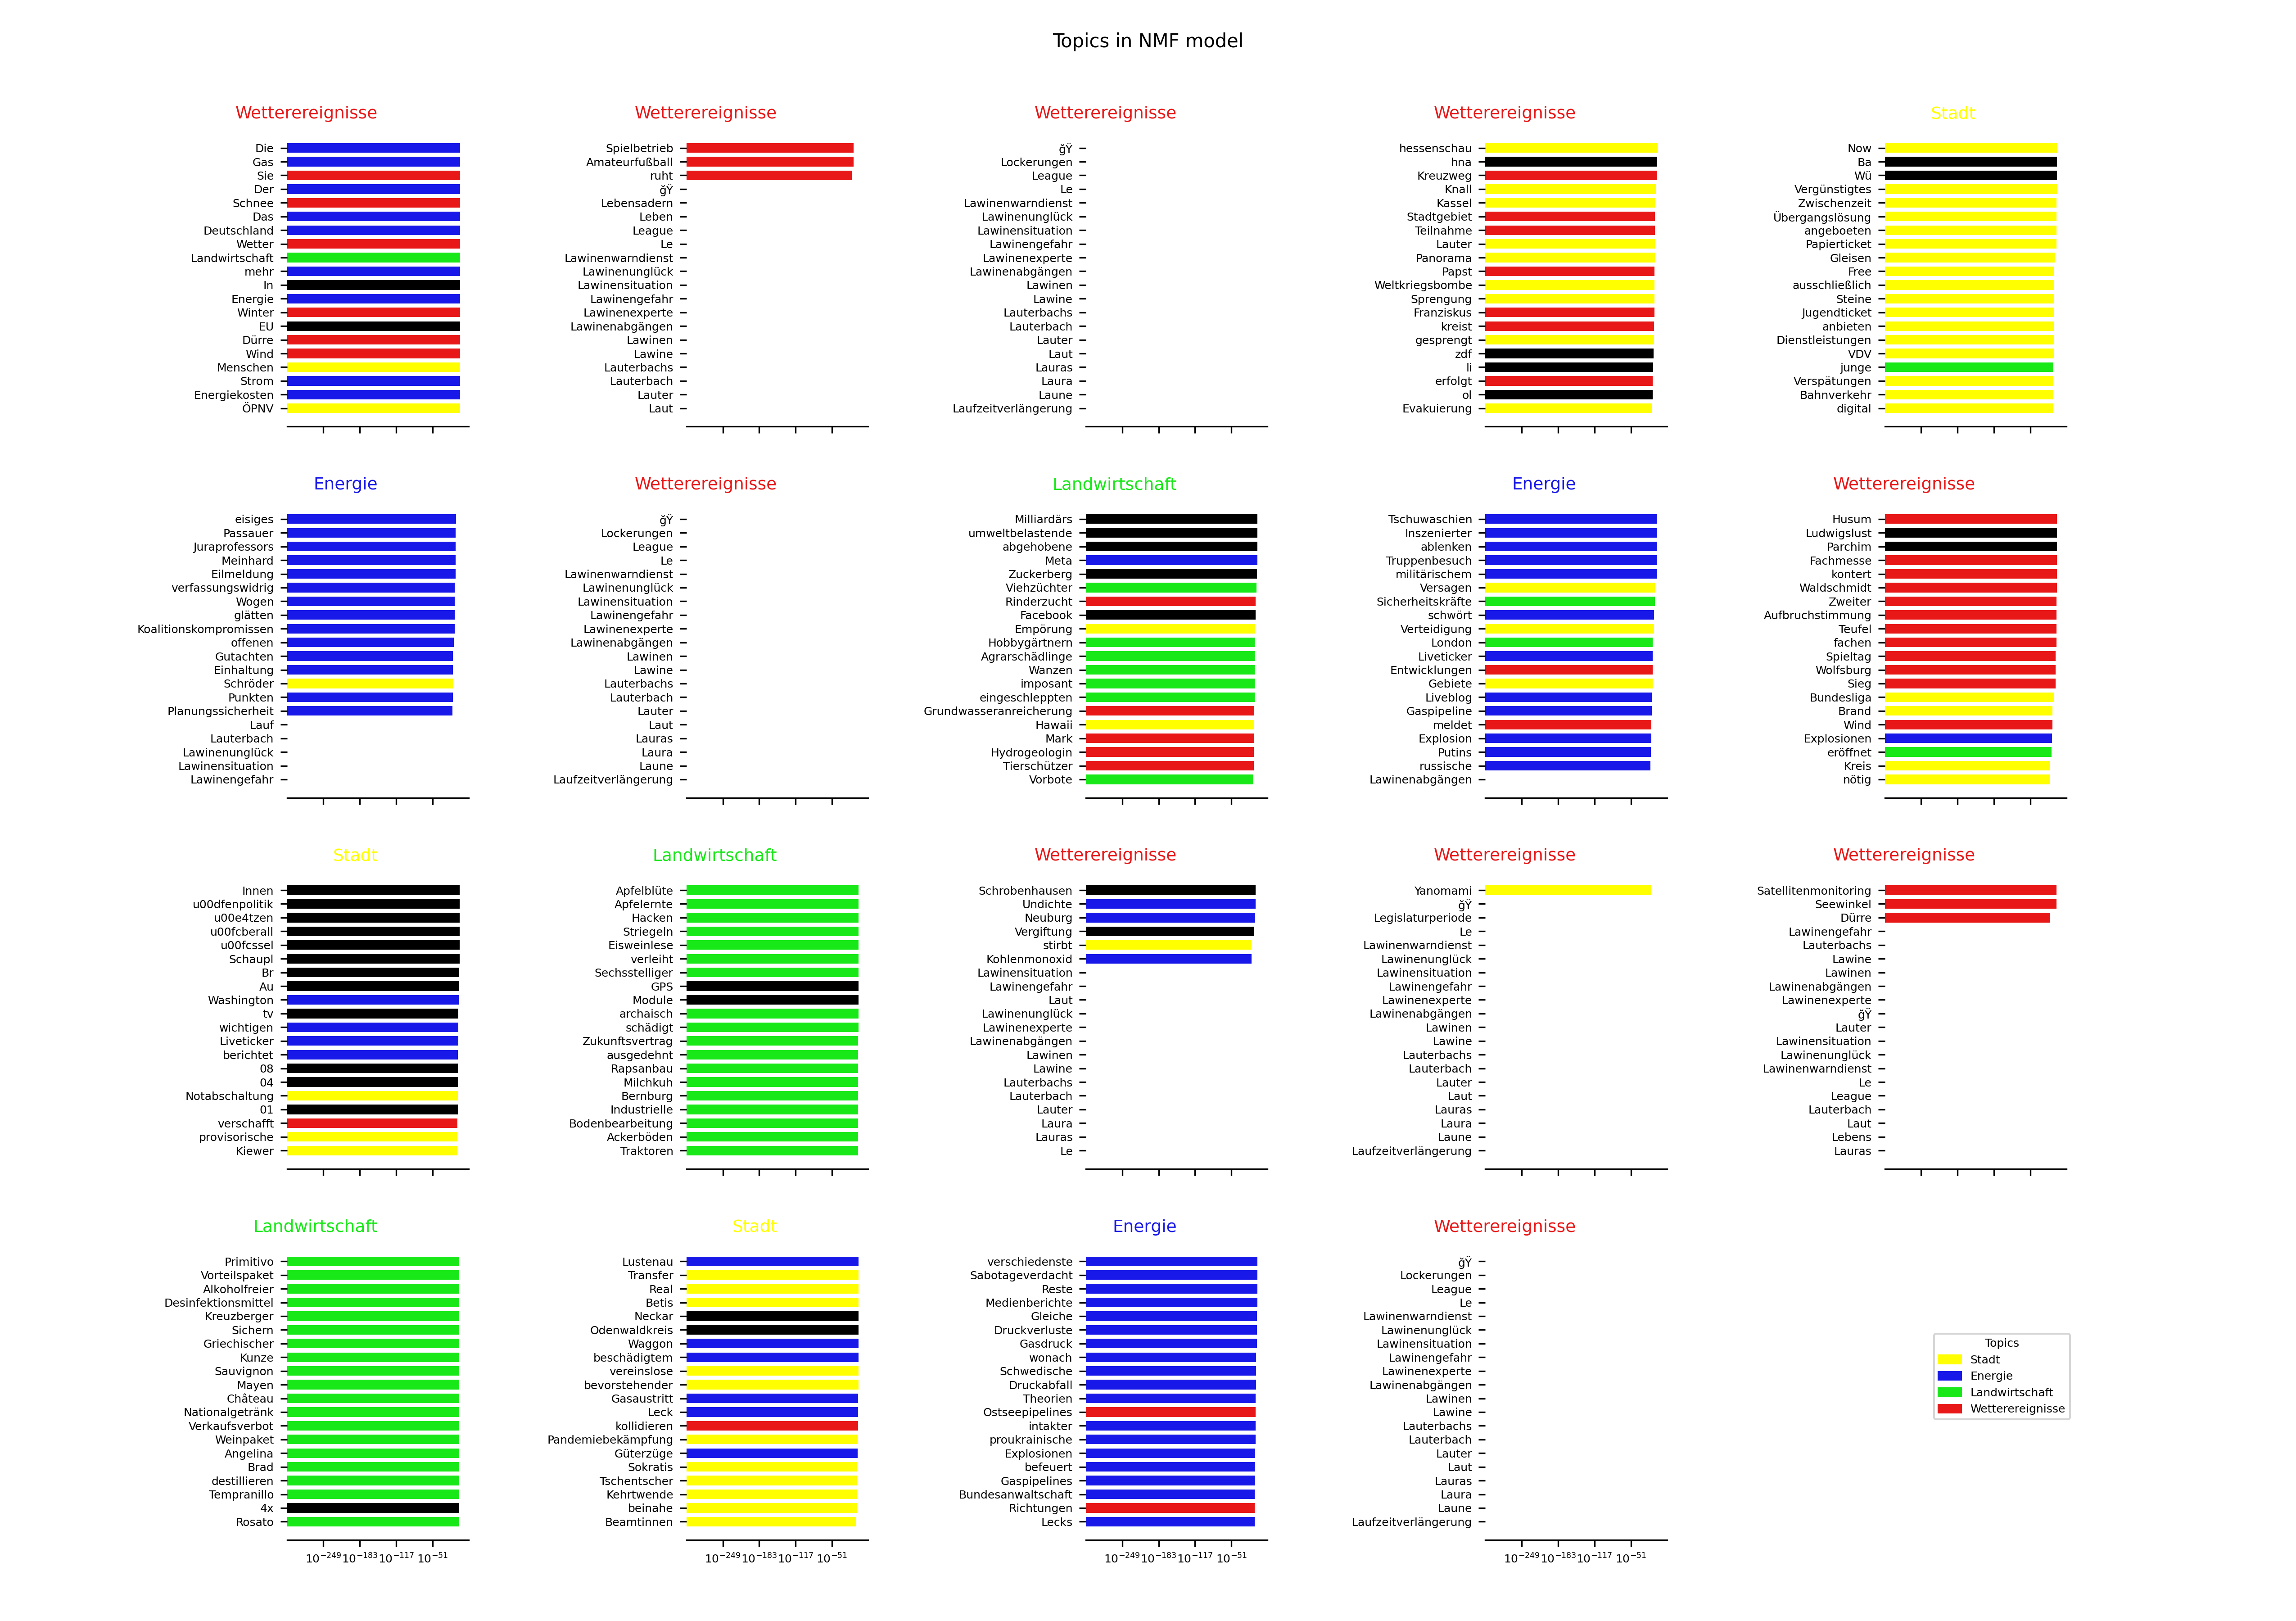 Topics in NMF model
Wetterereignisse
Die
Gas
Sie
Der
Schnee
Das
Deutschland
Wetter
Landwirtschaft
mehr
In
Energie
Winter
EU
Dürre
Wind
Menschen
Strom
Energiekosten
ÖPNV
Wetterereignisse
Spielbetrieb
Amateurfußball
ruht
ğŸ
Lebensadern
Leben
League
Le
Lawinenwarndienst
Lawinenunglück
Lawinensituation
Lawinengefahr
Lawinenexperte
Lawinenabgängen
Lawinen
Lawine
Lauterbachs
Lauterbach
Lauter
Laut
Wetterereignisse
ğŸ
Lockerungen
League
Le
Lawinenwarndienst
Lawinenunglück
Lawinensituation
Lawinengefahr
Lawinenexperte
Lawinenabgängen
Lawinen
Lawine
Lauterbachs
Lauterbach
Lauter
Laut
Lauras
Laura
Laune
Laufzeitverlängerung
Wetterereignisse
hessenschau
hna
Kreuzweg
Knall
Kassel
Stadtgebiet
Teilnahme
Lauter
Panorama
Papst
Weltkriegsbombe
Sprengung
Franziskus
kreist
gesprengt
zdf
li
erfolgt
ol
Evakuierung
Stadt
Now
Ba
Wü
Vergünstigtes
Zwischenzeit
Übergangslösung
angeboeten
Papierticket
Gleisen
Free
ausschließlich
Steine
Jugendticket
anbieten
Dienstleistungen
VDV
junge
Verspätungen
Bahnverkehr
digital
Energie
eisiges
Passauer
Juraprofessors
Meinhard
Eilmeldung
verfassungswidrig
Wogen
glätten
Koalitionskompromissen
offenen
Gutachten
Einhaltung
Schröder
Punkten
Planungssicherheit
Lauf
Lauterbach
Lawinenunglück
Lawinensituation
Lawinengefahr
Wetterereignisse
ğŸ
Lockerungen
League
Le
Lawinenwarndienst
Lawinenunglück
Lawinensituation
Lawinengefahr
Lawinenexperte
Lawinenabgängen
Lawinen
Lawine
Lauterbachs
Lauterbach
Lauter
Laut
Lauras
Laura
Laune
Laufzeitverlängerung
Landwirtschaft
Milliardärs
umweltbelastende
abgehobene
Meta
Zuckerberg
Viehzüchter
Rinderzucht
Facebook
Empörung
Hobbygärtnern
Agrarschädlinge
Wanzen
imposant
eingeschleppten
Grundwasseranreicherung
Hawaii
Mark
Hydrogeologin
Tierschützer
Vorbote
Energie
Tschuwaschien
Inszenierter
ablenken
Truppenbesuch
militärischem
Versagen
Sicherheitskräfte
schwört
Verteidigung
London
Liveticker
Entwicklungen
Gebiete
Liveblog
Gaspipeline
meldet
Explosion
Putins
russische
Lawinenabgängen
Wetterereignisse
Husum
Ludwigslust
Parchim
Fachmesse
kontert
Waldschmidt
Zweiter
Aufbruchstimmung
Teufel
fachen
Spieltag
Wolfsburg
Sieg
Bundesliga
Brand
Wind
Explosionen
eröffnet
Kreis
nötig
Stadt
Innen
u00dfenpolitik
u00e4tzen
u00fcberall
u00fcssel
Schaupl
Br
Au
Washington
tv
wichtigen
Liveticker
berichtet
08
04
Notabschaltung
01
verschafft
provisorische
Kiewer
Landwirtschaft
Apfelblüte
Apfelernte
Hacken
Striegeln
Eisweinlese
verleiht
Sechsstelliger
GPS
Module
archaisch
schädigt
Zukunftsvertrag
ausgedehnt
Rapsanbau
Milchkuh
Bernburg
Industrielle
Bodenbearbeitung
Ackerböden
Traktoren
Wetterereignisse
Schrobenhausen
Undichte
Neuburg
Vergiftung
stirbt
Kohlenmonoxid
Lawinensituation
Lawinengefahr
Laut
Lawinenunglück
Lawinenexperte
Lawinenabgängen
Lawinen
Lawine
Lauterbachs
Lauterbach
Lauter
Laura
Lauras
Le
Wetterereignisse
Yanomami
ğŸ
Legislaturperiode
Le
Lawinenwarndienst
Lawinenunglück
Lawinensituation
Lawinengefahr
Lawinenexperte
Lawinenabgängen
Lawinen
Lawine
Lauterbachs
Lauterbach
Lauter
Laut
Lauras
Laura
Laune
Laufzeitverlängerung
Wetterereignisse
Satellitenmonitoring
Seewinkel
Dürre
Lawinengefahr
Lauterbachs
Lawine
Lawinen
Lawinenabgängen
Lawinenexperte
ğŸ
Lauter
Lawinensituation
Lawinenunglück
Lawinenwarndienst
Le
League
Lauterbach
Laut
Lebens
Lauras
Landwirtschaft
Primitivo
Vorteilspaket
Alkoholfreier
Desinfektionsmittel
Kreuzberger
Sichern
Griechischer
Kunze
Sauvignon
Mayen
Château
Nationalgetränk
Verkaufsverbot
Weinpaket
Angelina
Brad
destillieren
Tempranillo
4x
Rosato
10⁻²⁴⁹ 10⁻¹⁸³ 10⁻¹¹⁷ 10⁻⁵¹
Stadt
Lustenau
Transfer
Real
Betis
Neckar
Odenwaldkreis
Waggon
beschädigtem
vereinslose
bevorstehender
Gasaustritt
Leck
kollidieren
Pandemiebekämpfung
Güterzüge
Sokratis
Tschentscher
Kehrtwende
beinahe
Beamtinnen
10⁻²⁴⁹ 10⁻¹⁸³ 10⁻¹¹⁷ 10⁻⁵¹
Energie
verschiedenste
Sabotageverdacht
Reste
Medienberichte
Gleiche
Druckverluste
Gasdruck
wonach
Schwedische
Druckabfall
Theorien
Ostseepipelines
intakter
proukrainische
Explosionen
befeuert
Gaspipelines
Bundesanwaltschaft
Richtungen
Lecks
10⁻²⁴⁹ 10⁻¹⁸³ 10⁻¹¹⁷ 10⁻⁵¹
Wetterereignisse
ğŸ
Lockerungen
League
Le
Lawinenwarndienst
Lawinenunglück
Lawinensituation
Lawinengefahr
Lawinenexperte
Lawinenabgängen
Lawinen
Lawine
Lauterbachs
Lauterbach
Lauter
Laut
Lauras
Laura
Laune
Laufzeitverlängerung
10⁻²⁴⁹ 10⁻¹⁸³ 10⁻¹¹⁷ 10⁻⁵¹
Topics
Stadt
Energie
Landwirtschaft
Wetterereignisse